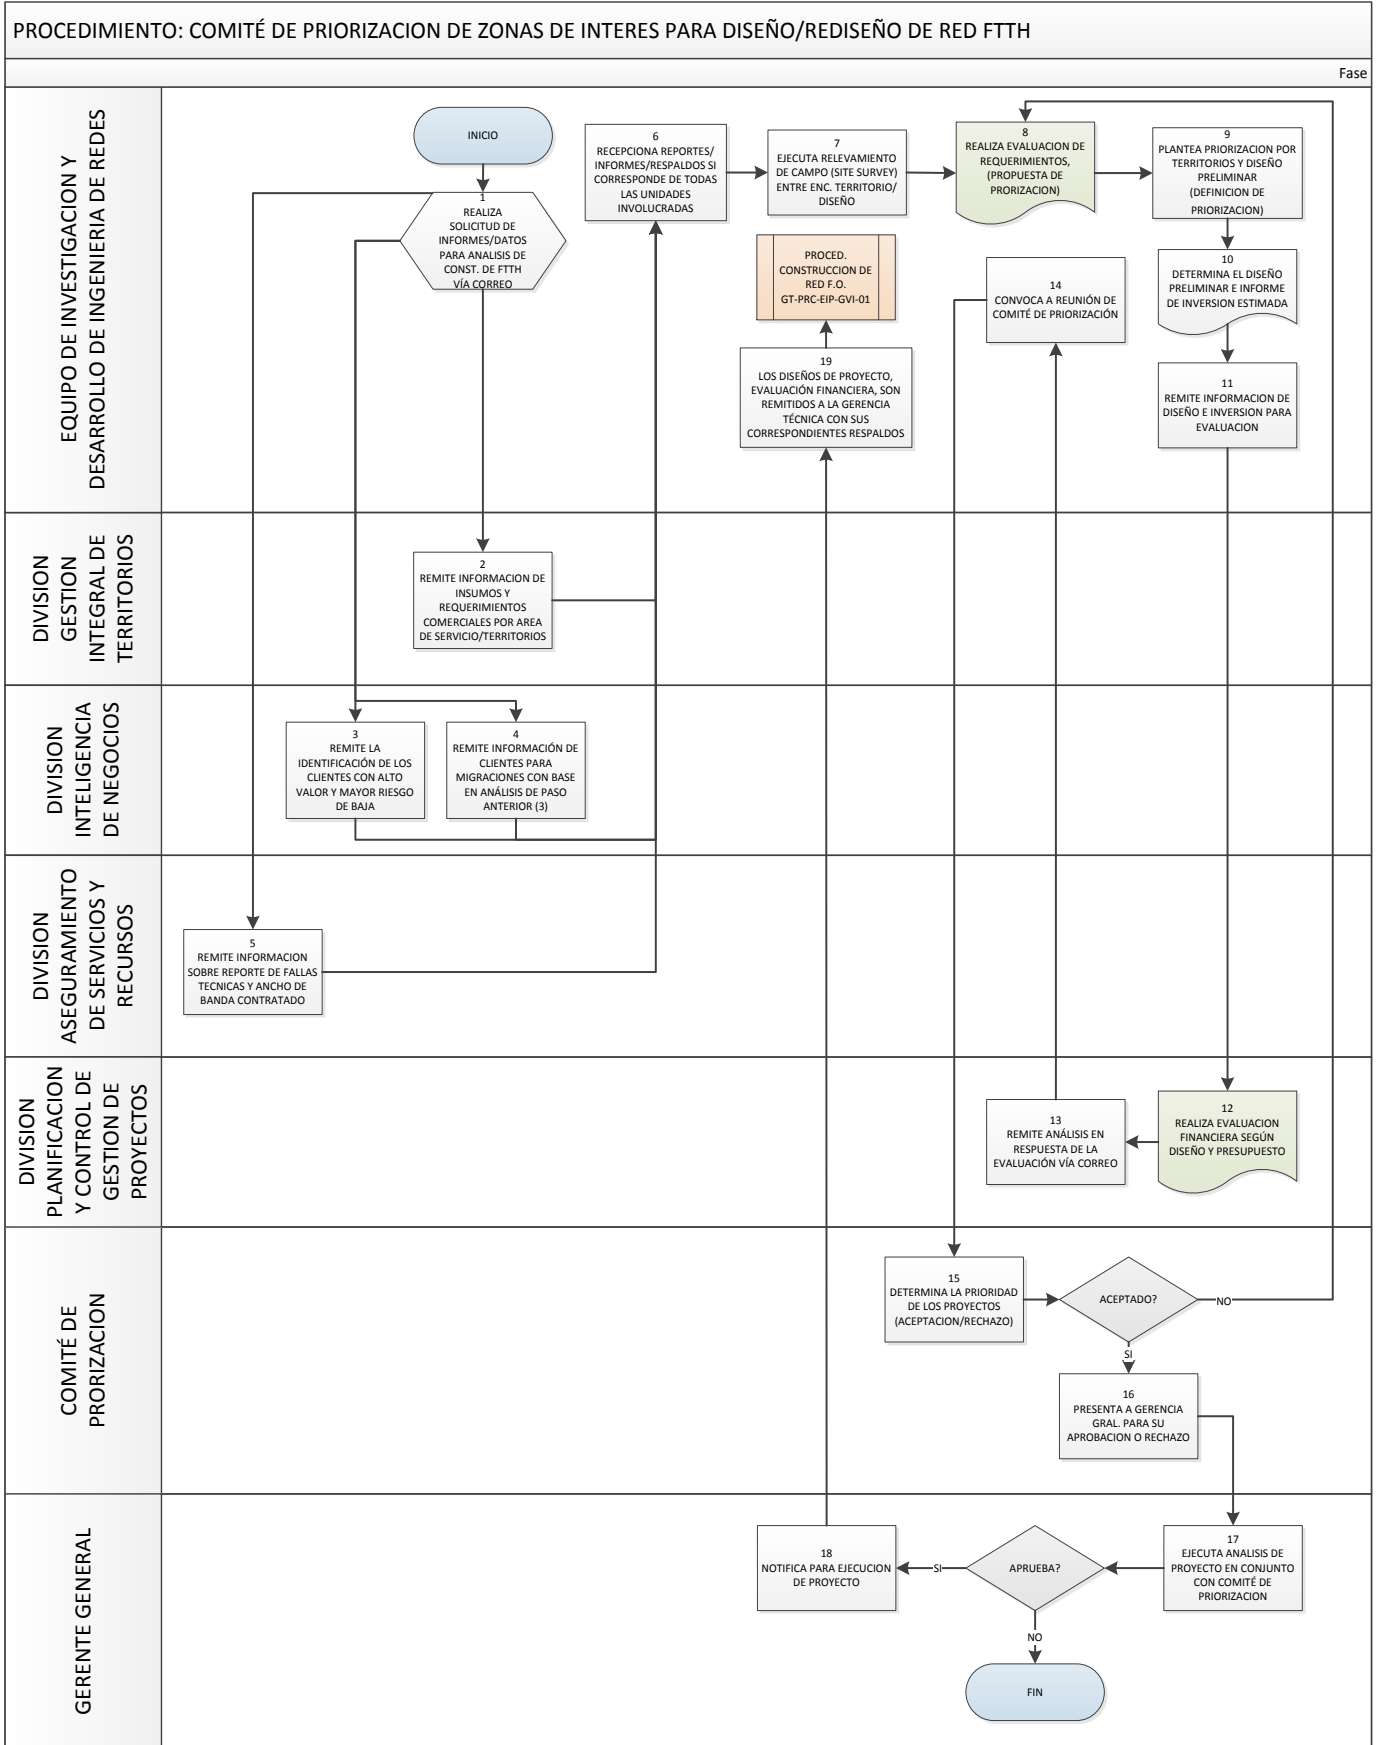 PROCEDIMIENTO: COMITÉ DE PRIORIZACION DE ZONAS DE INTERES PARA DISEÑO/REDISEÑO DE RED FTTH
Fase
EQUIPO DE INVESTIGACION Y
DESARROLLO DE INGENIERIA DE REDES
INICIO
1
REALIZA
SOLICITUD DE
INFORMES/DATOS
PARA ANALISIS DE
CONST. DE FTTH
VÍA CORREO
6
RECEPCIONA REPORTES/
INFORMES/RESPALDOS SI
CORRESPONDE DE TODAS
LAS UNIDADES
INVOLUCRADAS
7
EJECUTA RELEVAMIENTO
DE CAMPO (SITE SURVEY)
ENTRE ENC. TERRITORIO/
DISEÑO
8
REALIZA EVALUACION DE
REQUERIMIENTOS,
(PROPUESTA DE
PRORIZACION)
9
PLANTEA PRIORIZACION POR
TERRITORIOS Y DISEÑO
PRELIMINAR
(DEFINICION DE
PRIORIZACION)
10
DETERMINA EL DISEÑO
PRELIMINAR E INFORME
DE INVERSION ESTIMADA
11
REMITE INFORMACION DE
DISEÑO E INVERSION PARA
EVALUACION
14
CONVOCA A REUNIÓN DE
COMITÉ DE PRIORIZACIÓN
PROCED.
CONSTRUCCION DE
RED F.O.
GT-PRC-EIP-GVI-01
19
LOS DISEÑOS DE PROYECTO,
EVALUACIÓN FINANCIERA, SON
REMITIDOS A LA GERENCIA
TÉCNICA CON SUS
CORRESPONDIENTES RESPALDOS
DIVISION
GESTION
INTEGRAL DE
TERRITORIOS
2
REMITE INFORMACION DE
INSUMOS Y
REQUERIMIENTOS
COMERCIALES POR AREA
DE SERVICIO/TERRITORIOS
DIVISION
INTELIGENCIA
DE NEGOCIOS
3
REMITE LA
IDENTIFICACIÓN DE LOS
CLIENTES CON ALTO
VALOR Y MAYOR RIESGO
DE BAJA
4
REMITE INFORMACIÓN DE
CLIENTES PARA
MIGRACIONES CON BASE
EN ANÁLISIS DE PASO
ANTERIOR (3)
DIVISION
ASEGURAMIENTO
DE SERVICIOS Y
RECURSOS
5
REMITE INFORMACION
SOBRE REPORTE DE FALLAS
TECNICAS Y ANCHO DE
BANDA CONTRATADO
DIVISION
PLANIFICACION
Y CONTROL DE
GESTION DE
PROYECTOS
13
REMITE ANÁLISIS EN
RESPUESTA DE LA
EVALUACIÓN VÍA CORREO
12
REALIZA EVALUACION
FINANCIERA SEGÚN
DISEÑO Y PRESUPUESTO
COMITÉ DE
PRORIZACION
15
DETERMINA LA PRIORIDAD
DE LOS PROYECTOS
(ACEPTACION/RECHAZO)
ACEPTADO?
NO
SI
16
PRESENTA A GERENCIA
GRAL. PARA SU
APROBACION O RECHAZO
GERENTE GENERAL
18
NOTIFICA PARA EJECUCION
DE PROYECTO
SI
APRUEBA?
17
EJECUTA ANALISIS DE
PROYECTO EN CONJUNTO
CON COMITÉ DE
PRIORIZACION
NO
FIN